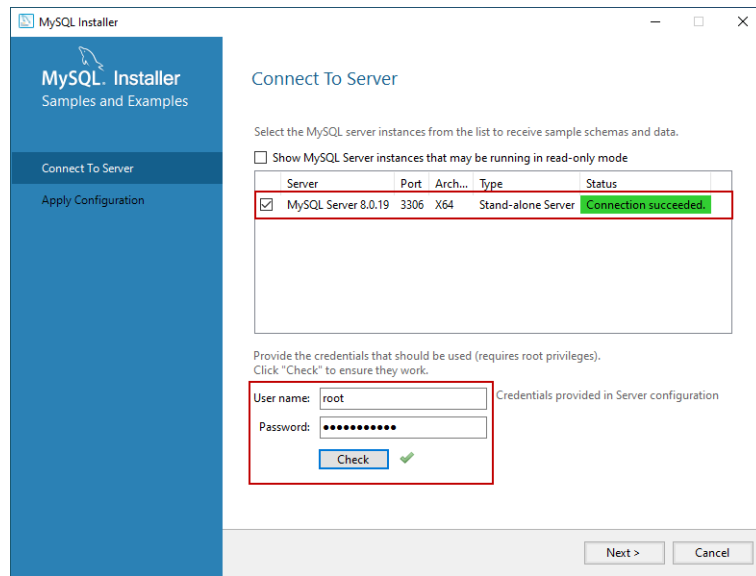 MySQL Installer
MySQL. Installer
Samples and Examples
Connect To Server
Apply Configuration
Connect To Server
Select the MySQL server instances from the list to receive sample schemas and data.
Show MySQL Server instances that may be running in read-only mode
Server Port Arch... Type Status
MySQL Server 8.0.19 3306 X64 Stand-alone Server Connection succeeded.
Provide the credentials that should be used (requires root privileges).
Click "Check" to ensure they work.
User name: root Credentials provided in Server configuration
Password: ●●●●●●●●●●●
Check
Next > Cancel